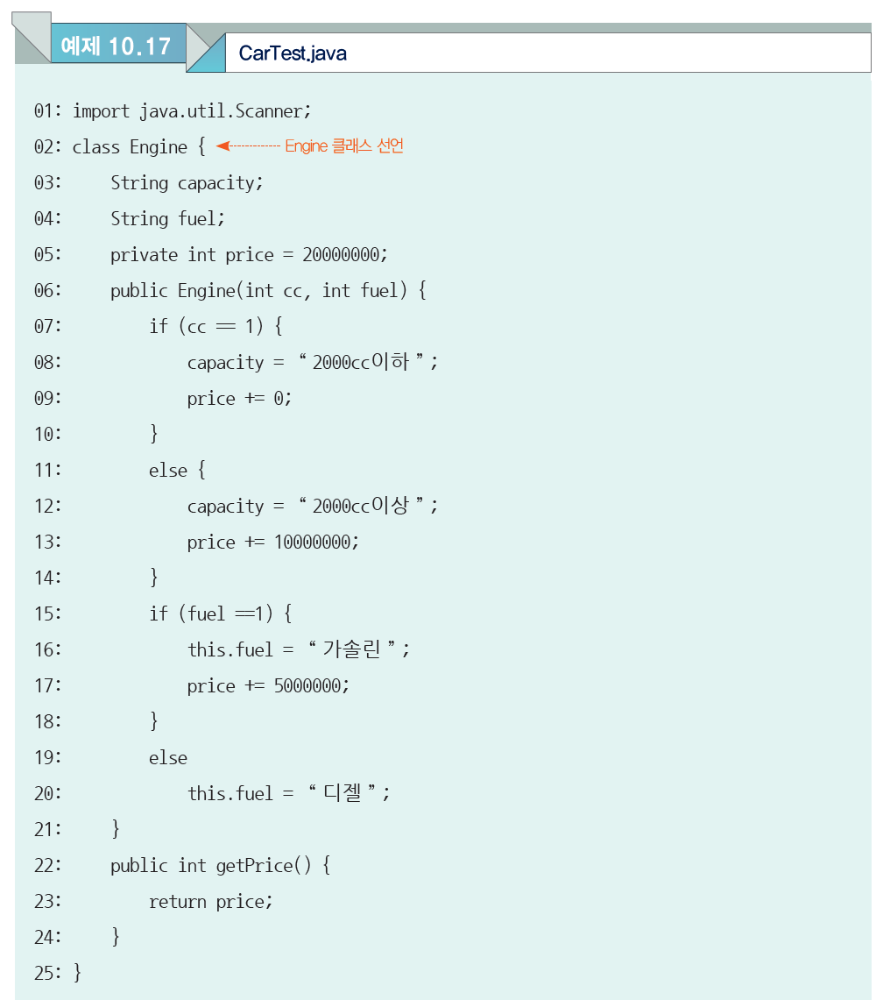 예제 10.17
CarTest.java
01: import java.util.Scanner;
02: class Engine { Engine 클래스 선언
03: String capacity;
04: String fuel;
05: private int price = 20000000;
06: public Engine(int cc, int fuel) {
07: if (cc == 1) {
08: capacity = “2000cc이하”;
09: price += 0;
10: }
11: else {
12: capacity = “2000cc이상”;
13: price += 10000000;
14: }
15: if (fuel ==1) {
16: this.fuel = “가솔린”;
17: price += 5000000;
18: }
19: else
20: this.fuel = “디젤”;
21: }
22: public int getPrice() {
23: return price;
24: }
25: }